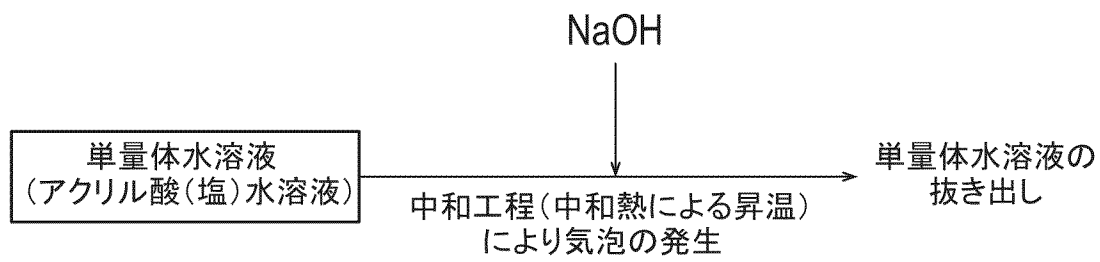 NaOH
単量体水溶液
（アクリル酸（塩）水溶液）
中和工程（中和熱による昇温）
により気泡の発生
単量体水溶液の
抜き出し